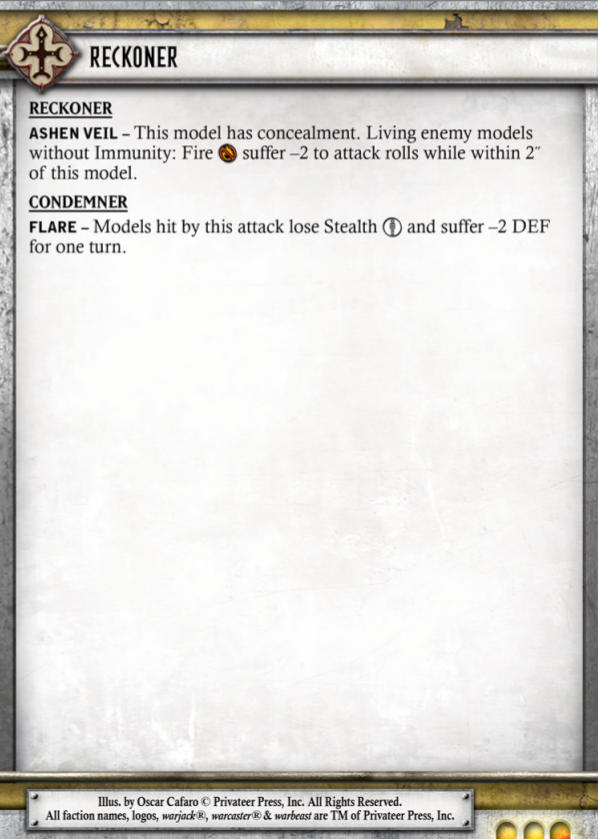 RECKONER
RECKONER
ASHEN VEIL – This model has concealment. Living enemy models
without Immunity: Fire suffer –2 to attack rolls while within 2″
of this model.
CONDEMNER
FLARE – Models hit by this attack lose Stealth and suffer –2 DEF
for one turn.
Illus. by Oscar Cafaro © Privateer Press, Inc. All Rights Reserved.
All faction names, logos, warjack®, warcaster® & warbeast are TM of Privateer Press, Inc.